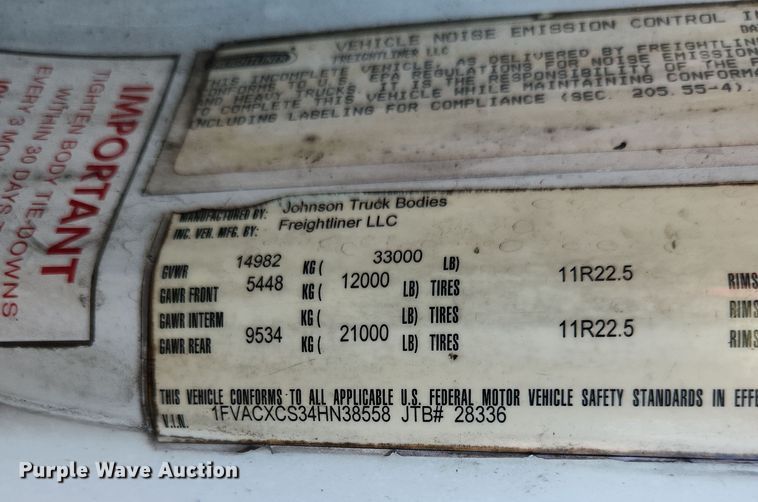 IMPORTANT
TIGHTEN BODY TIE-DOWNS
WITHIN 30 DAYS
EVERY 3
FREIGHTLINER
VEHICLE NOISE EMISSION CONTROL
FREIGHTLINER LLC
THIS INCOMPLETE VEHICLE, AS DELIVERED BY FREIGHTLIN
CONFORMS TO EPA REGULATIONS FOR NOISE EMISSION
AND HEAVY TRUCKS. IT IS RESPONSIBILITY OF THE
TO COMPLETE THIS VEHICLE WHILE MAINTAINING CONFORMA
INCLUDING LABELING FOR COMPLIANCE (SEC. 205.55-4).
MANUFACTURED BY: Johnson Truck Bodies
INC. VEH. MFG. BY: Freightliner LLC
GVWR 14982 KG ( 33000 LB)
GAWR FRONT 5448 KG ( 12000 LB) TIRES 11R22.5 RIMS
GAWR INTERM KG ( LB) TIRES RIMS
GAWR REAR 9534 KG ( 21000 LB) TIRES 11R22.5 RIMS
THIS VEHICLE CONFORMS TO ALL APPLICABLE U.S. FEDERAL MOTOR VEHICLE SAFETY STANDARDS IN EFFE
V.I.N. 1FVACXCS34HN38558 JTB# 28336
Purple Wave Auction